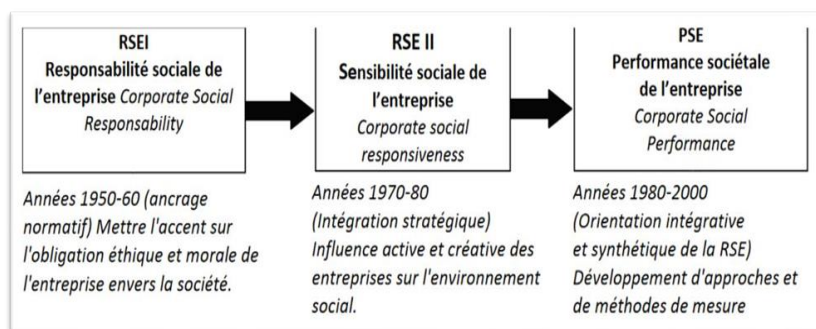 RSEI
Responsabilité sociale de
l'entreprise Corporate Social
Responsability
RSE II
Sensibilité sociale de
l'entreprise
Corporate social
responsiveness
PSE
Performance sociétale
de l'entreprise
Corporate Social
Performance
Années 1950-60 (ancrage
normatif) Mettre l'accent sur
l'obligation éthique et morale de
l'entreprise envers la société.
Années 1970-80
(Intégration stratégique)
Influence active et créative des
entreprises sur l'environnement
social.
Années 1980-2000
(Orientation intégrative
et synthétique de la RSE)
Développement d'approches et
de méthodes de mesure